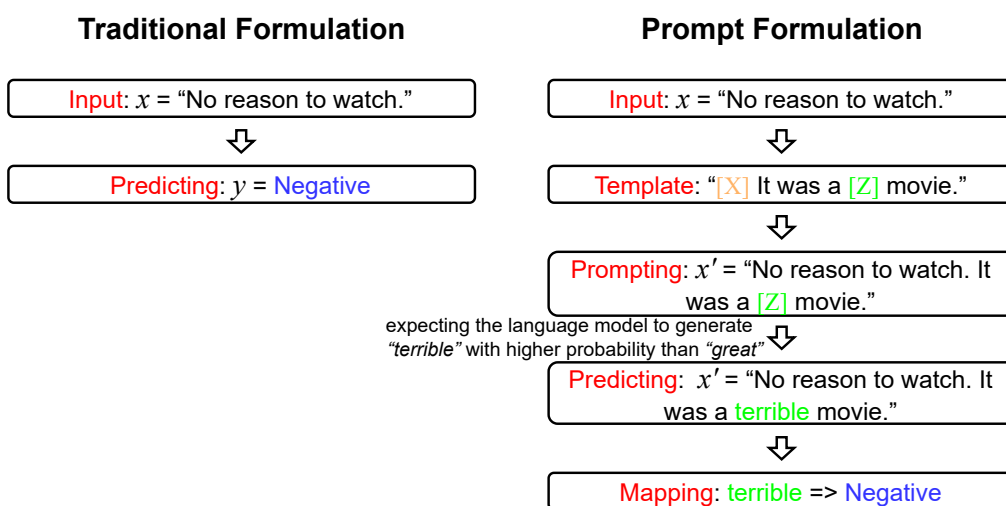 Traditional Formulation
Input: x = “No reason to watch.”
Predicting: y = Negative
Prompt Formulation
Input: x = “No reason to watch.”
Template: “[X] It was a [Z] movie.”
Prompting: x′ = “No reason to watch. It
was a [Z] movie.”
expecting the language model to generate
“terrible” with higher probability than “great”
Predicting: x′ = “No reason to watch. It
was a terrible movie.”
Mapping: terrible => Negative